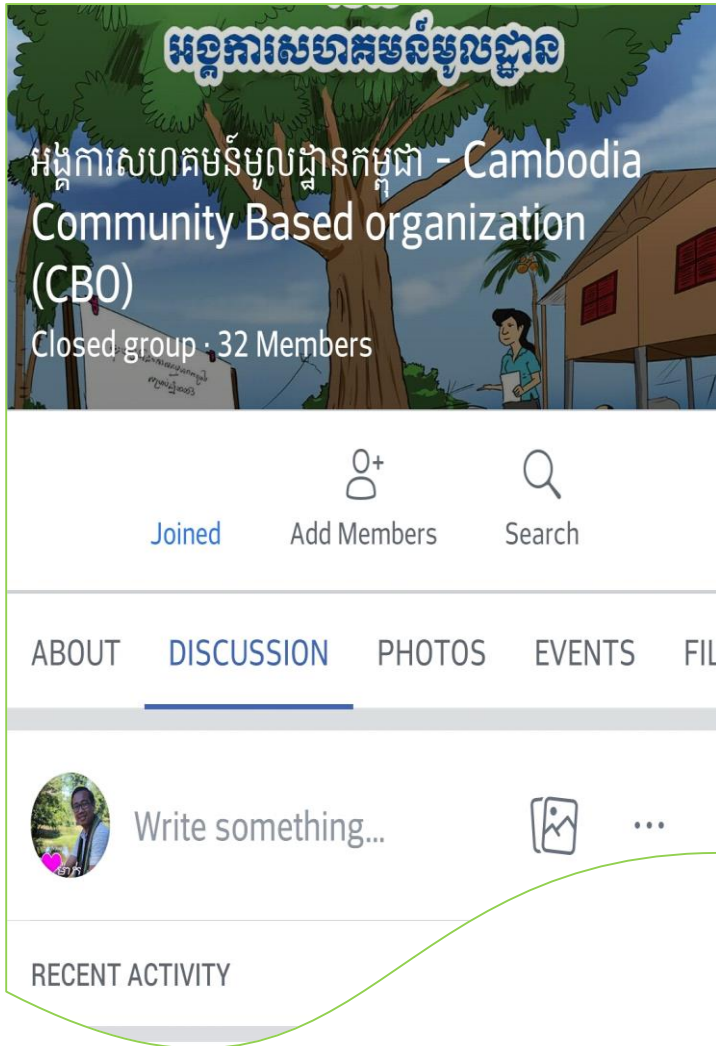 អង្គការសហគមន៍មូលដ្ឋាន
អង្គការសហគមន៍មូលដ្ឋានកម្ពុជា - Cambodia
Community Based organization
(CBO)
Closed group · 32 Members
Joined
Add Members
Search
ABOUT DISCUSSION PHOTOS EVENTS FIL
Write something...
RECENT ACTIVITY